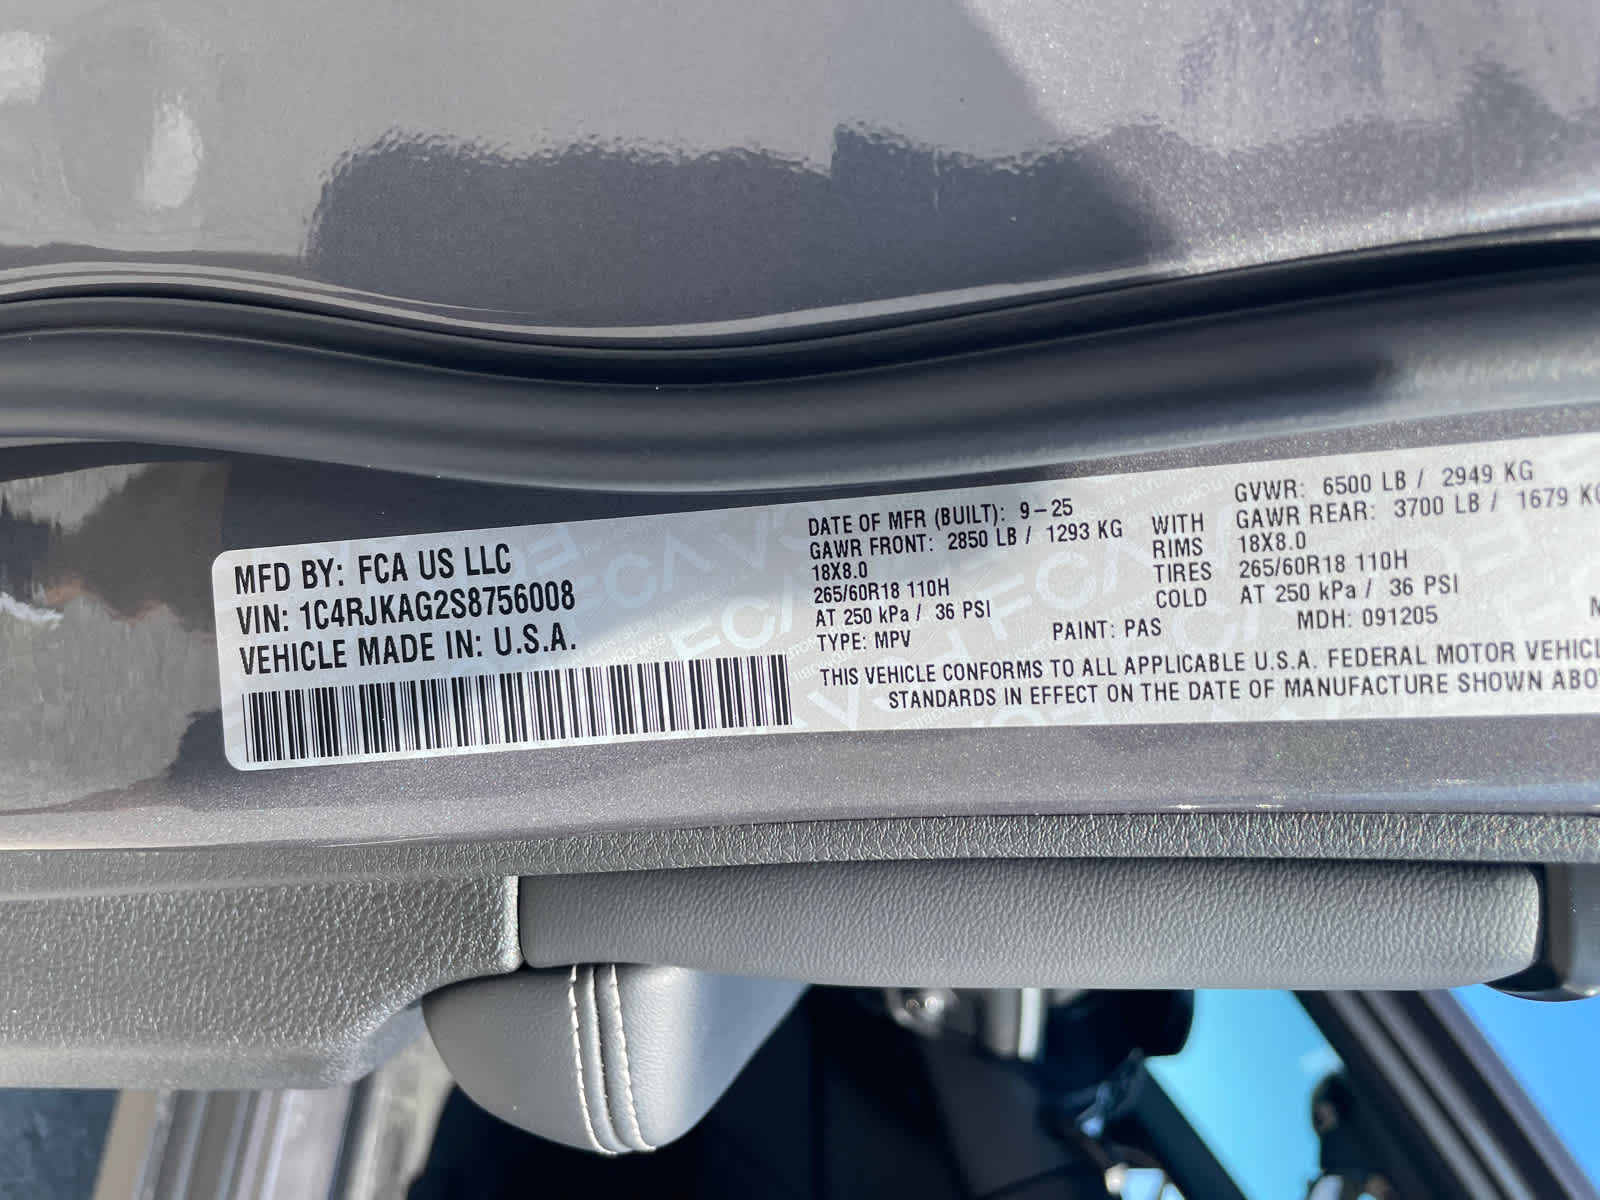 MFD BY: FCA US LLC
VIN: 1C4RJKAG2S8756008
VEHICLE MADE IN: U.S.A.
DATE OF MFR (BUILT): 9-25
GAWR FRONT: 2850 LB / 1293 KG
18X8.0
265/60R18 110H
AT 250 kPa / 36 PSI
TYPE: MPV
PAINT: PAS
WITH
RIMS
TIRES
COLD
GVWR: 6500 LB / 2949 KG
GAWR REAR: 3700 LB / 1679 KG
18X8.0
265/60R18 110H
AT 250 kPa / 36 PSI
MDH: 091205
THIS VEHICLE CONFORMS TO ALL APPLICABLE U.S.A. FEDERAL MOTOR VEHICL
STANDARDS IN EFFECT ON THE DATE OF MANUFACTURE SHOWN ABO